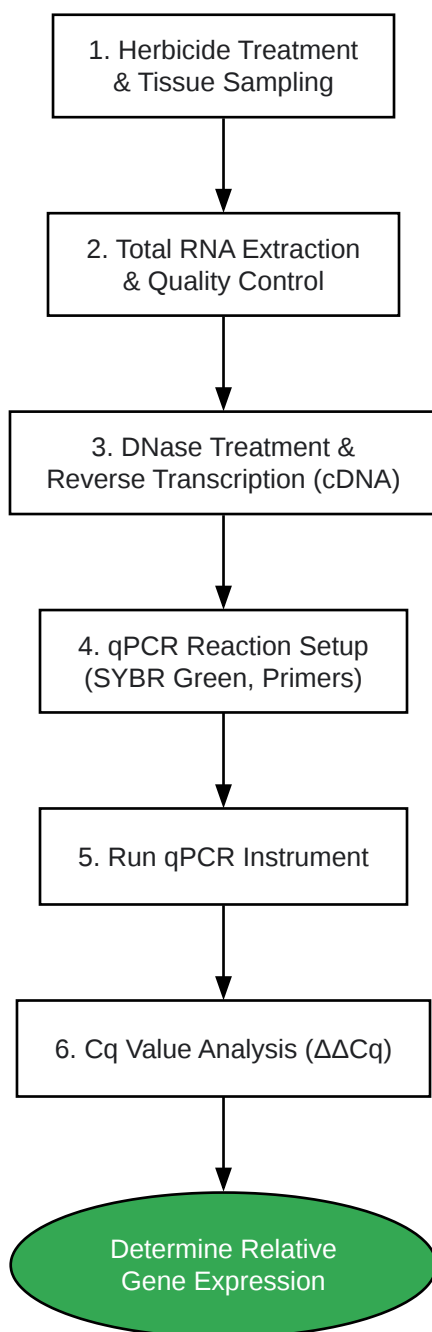 1. Herbicide Treatment
& Tissue Sampling
2. Total RNA Extraction
& Quality Control
3. DNase Treatment &
Reverse Transcription (cDNA)
4. qPCR Reaction Setup
(SYBR Green, Primers)
5. Run qPCR Instrument
6. Cq Value Analysis (ΔΔCq)
Determine Relative
Gene Expression